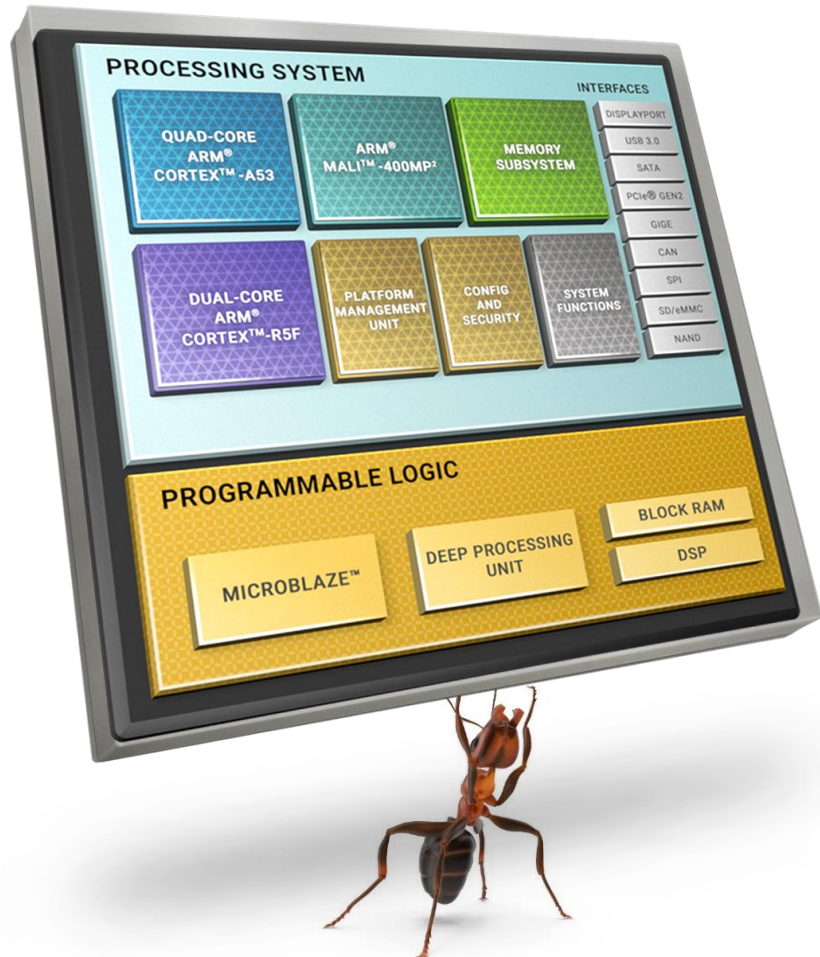 PROCESSING SYSTEM
QUAD-CORE
ARM®
CORTEX™-A53
ARM®
MALI™-400MP²
MEMORY
SUBSYSTEM
INTERFACES
DISPLAYPORT
USB 3.0
SATA
PCIe® GEN2
GIGE
CAN
SPI
SD/eMMC
NAND
DUAL-CORE
ARM®
CORTEX™-R5F
PLATFORM
MANAGEMENT
UNIT
CONFIG
AND
SECURITY
SYSTEM
FUNCTIONS
PROGRAMMABLE LOGIC
MICROBLAZE™
DEEP PROCESSING
UNIT
BLOCK RAM
DSP